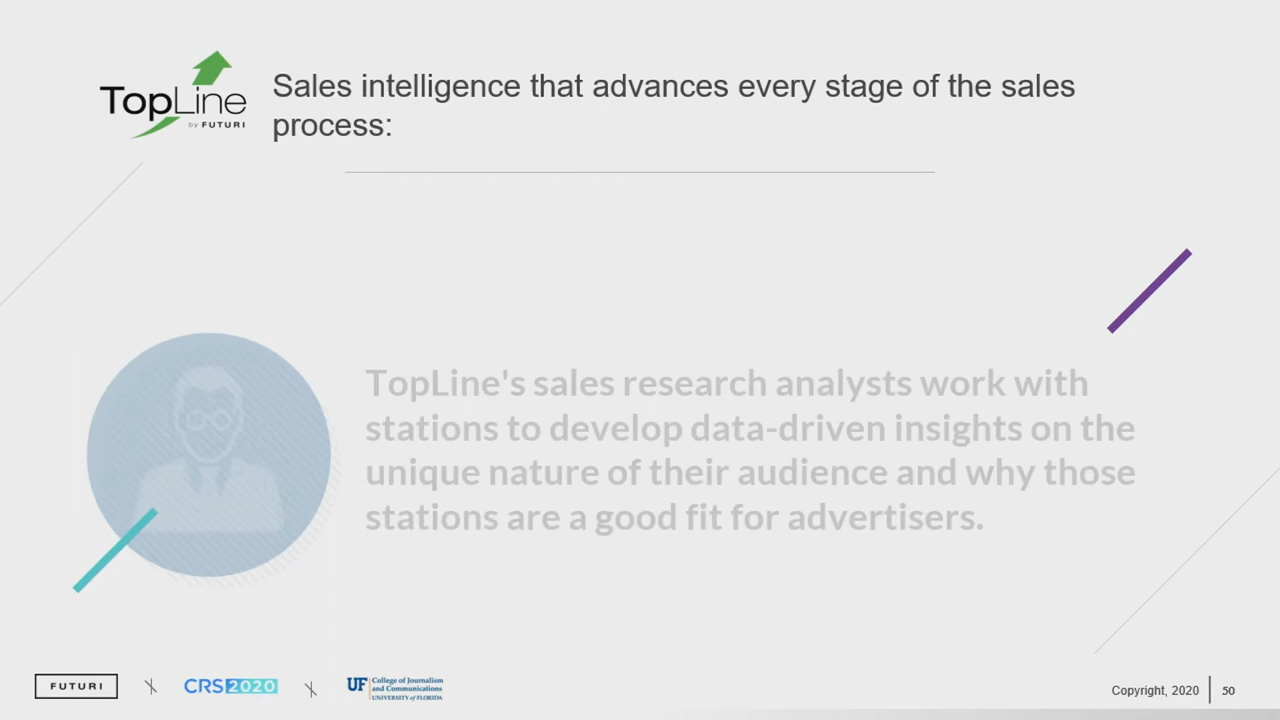 TopLine
by FUTURI
Sales intelligence that advances every stage of the sales
process:
TopLine's sales research analysts work with
stations to develop data-driven insights on the
unique nature of their audience and why those
stations are a good fit for advertisers.
FUTURI
CRS2020
UF College of Journalism
and Communications
UNIVERSITY of FLORIDA
Copyright, 2020
50